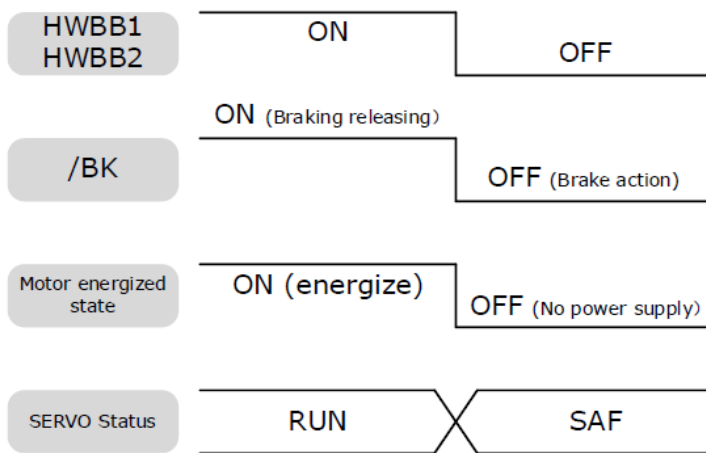 HWBB1
HWBB2
ON
OFF
ON (Braking releasing)
/BK
OFF (Brake action)
Motor energized
state
ON (energize)
OFF (No power supply)
SERVO Status
RUN
SAF